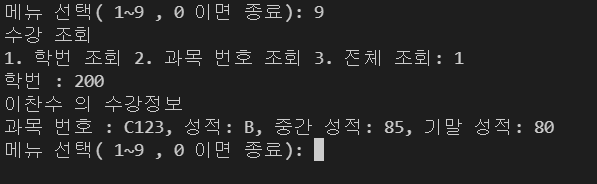 메뉴 선택( 1~9 , 0 이면 종료): 9
수강 조회
1. 학번 조회 2. 과목 번호 조회 3. 전체 조회: 1
학번 : 200
이찬수 의 수강정보
과목 번호 : C123, 성적: B, 중간 성적: 85, 기말 성적: 80
메뉴 선택( 1~9 , 0 이면 종료):